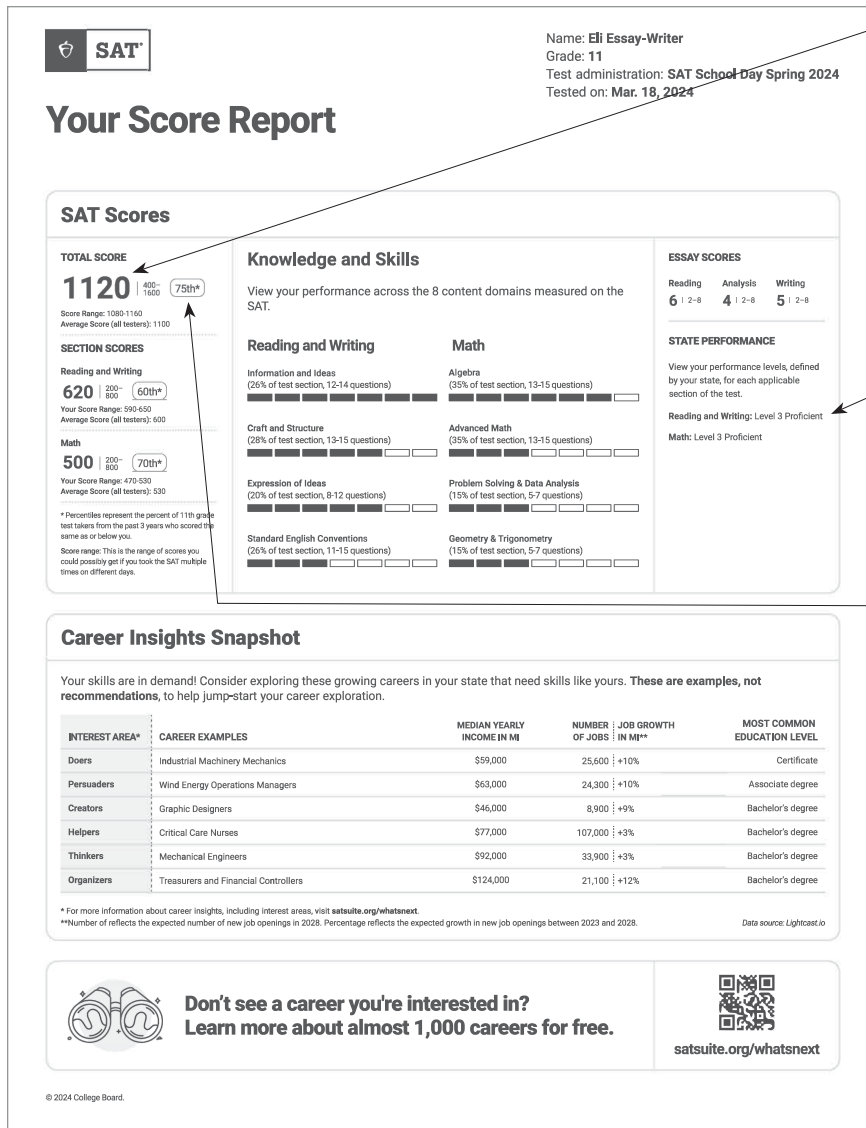 SAT
Name: Eli Essay-Writer
Grade: 11
Test administration: SAT School Day Spring 2024
Tested on: Mar. 18, 2024
Your Score Report
SAT Scores
TOTAL SCORE
1120 | 400–1600 75th*
Score Range: 1080-1160
Average Score (all testers): 1100
SECTION SCORES
Reading and Writing
620 | 200–800 60th*
Your Score Range: 590-650
Average Score (all testers): 600
Math
500 | 200–800 70th*
Your Score Range: 470-530
Average Score (all testers): 530
* Percentiles represent the percent of 11th grade
test takers from the past 3 years who scored the
same as or below you.
Score range: This is the range of scores you
could possibly get if you took the SAT multiple
times on different days.
Knowledge and Skills
View your performance across the 8 content domains measured on the
SAT.
Reading and Writing
Information and Ideas
(26% of test section, 12-14 questions)
Craft and Structure
(28% of test section, 13-15 questions)
Expression of Ideas
(20% of test section, 8-12 questions)
Standard English Conventions
(26% of test section, 11-15 questions)
Math
Algebra
(35% of test section, 13-15 questions)
Advanced Math
(35% of test section, 13-15 questions)
Problem Solving & Data Analysis
(15% of test section, 5-7 questions)
Geometry & Trigonometry
(15% of test section, 5-7 questions)
ESSAY SCORES
Reading Analysis Writing
6 | 2–8 4 | 2–8 5 | 2–8
STATE PERFORMANCE
View your performance levels, defined
by your state, for each applicable
section of the test.
Reading and Writing: Level 3 Proficient
Math: Level 3 Proficient
Career Insights Snapshot
Your skills are in demand! Consider exploring these growing careers in your state that need skills like yours. These are examples, not
recommendations, to help jump-start your career exploration.
INTEREST AREA* CAREER EXAMPLES MEDIAN YEARLY INCOME IN MI NUMBER OF JOBS JOB GROWTH IN MI** MOST COMMON EDUCATION LEVEL
Doers Industrial Machinery Mechanics $59,000 25,600 +10% Certificate
Persuaders Wind Energy Operations Managers $63,000 24,300 +10% Associate degree
Creators Graphic Designers $46,000 8,900 +9% Bachelor's degree
Helpers Critical Care Nurses $77,000 107,000 +3% Bachelor's degree
Thinkers Mechanical Engineers $92,000 33,900 +3% Bachelor's degree
Organizers Treasurers and Financial Controllers $124,000 21,100 +12% Bachelor's degree
* For more information about career insights, including interest areas, visit satsuite.org/whatsnext.
**Number of reflects the expected number of new job openings in 2028. Percentage reflects the expected growth in new job openings between 2023 and 2028.
Data source: Lightcast.io
Don't see a career you're interested in?
Learn more about almost 1,000 careers for free.
satsuite.org/whatsnext
© 2024 College Board.